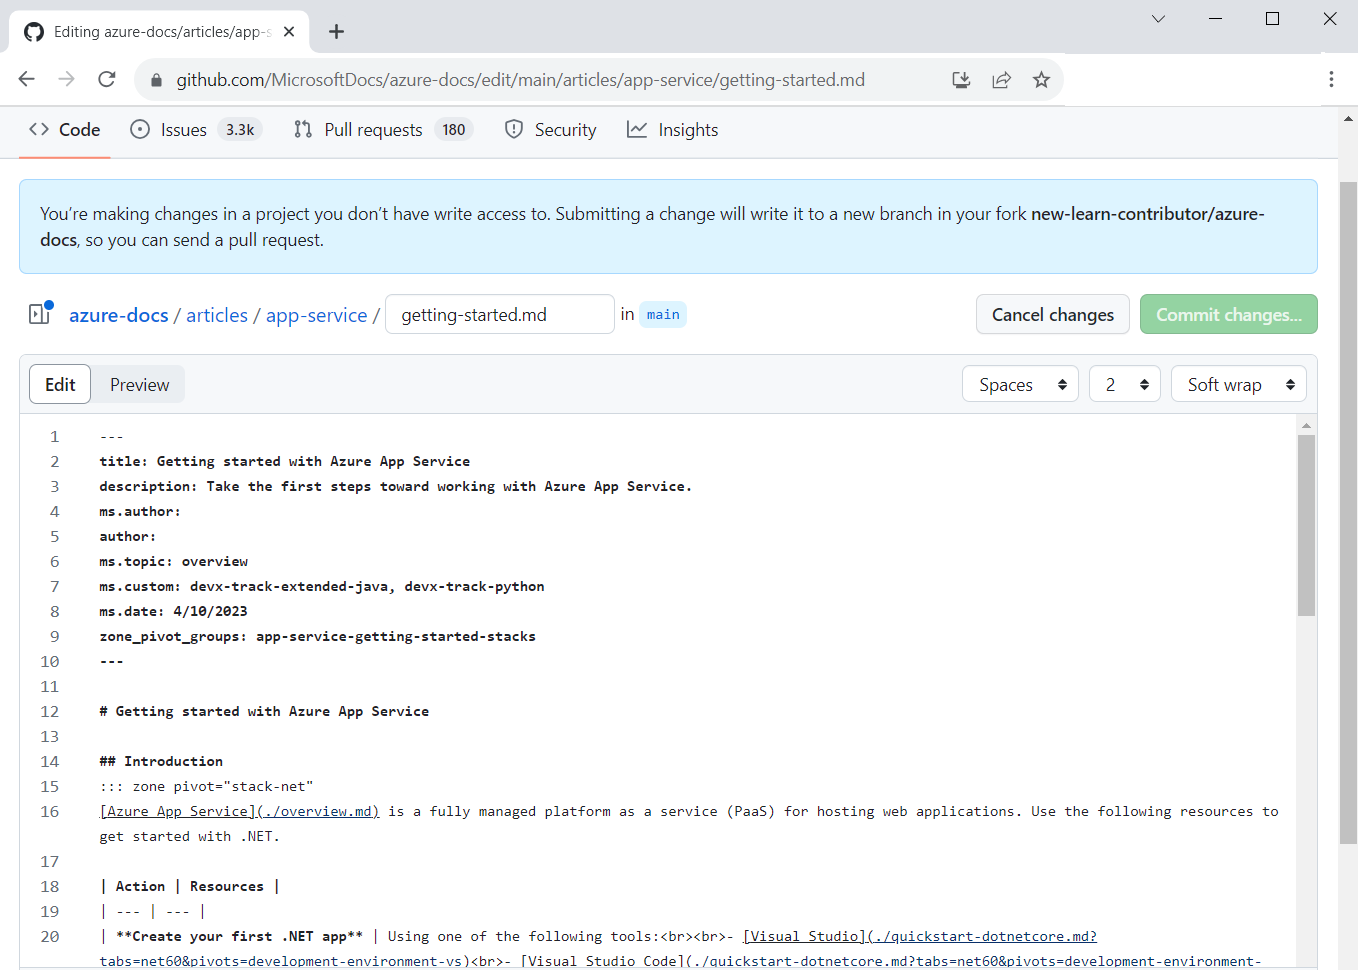 Editing azure-docs/articles/app-s
github.com/MicrosoftDocs/azure-docs/edit/main/articles/app-service/getting-started.md
Code Issues 3.3k Pull requests 180 Security Insights
You’re making changes in a project you don’t have write access to. Submitting a change will write it to a new branch in your fork new-learn-contributor/azure-
docs, so you can send a pull request.
azure-docs / articles / app-service / getting-started.md in main Cancel changes Commit changes...
Edit Preview Spaces 2 Soft wrap
1 ---
2 title: Getting started with Azure App Service
3 description: Take the first steps toward working with Azure App Service.
4 ms.author:
5 author:
6 ms.topic: overview
7 ms.custom: devx-track-extended-java, devx-track-python
8 ms.date: 4/10/2023
9 zone_pivot_groups: app-service-getting-started-stacks
10 ---
11
12 # Getting started with Azure App Service
13
14 ## Introduction
15 ::: zone pivot="stack-net"
16 [Azure App Service](./overview.md) is a fully managed platform as a service (PaaS) for hosting web applications. Use the following resources to
get started with .NET.
17
18 | Action | Resources |
19 | --- | --- |
20 | **Create your first .NET app** | Using one of the following tools:<br><br>- [Visual Studio](./quickstart-dotnetcore.md?
tabs=net60&pivots=development-environment-vs)<br>- [Visual Studio Code](./quickstart-dotnetcore.md?tabs=net60&pivots=development-environment-